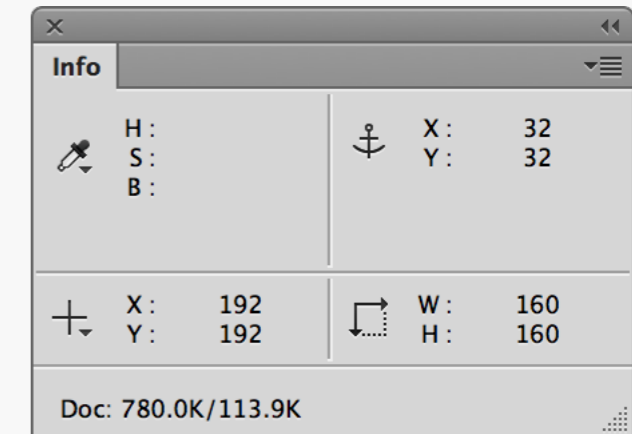 Info
H :
S :
B :
X : 32
Y : 32
X : 192
Y : 192
W : 160
H : 160
Doc: 780.0K/113.9K